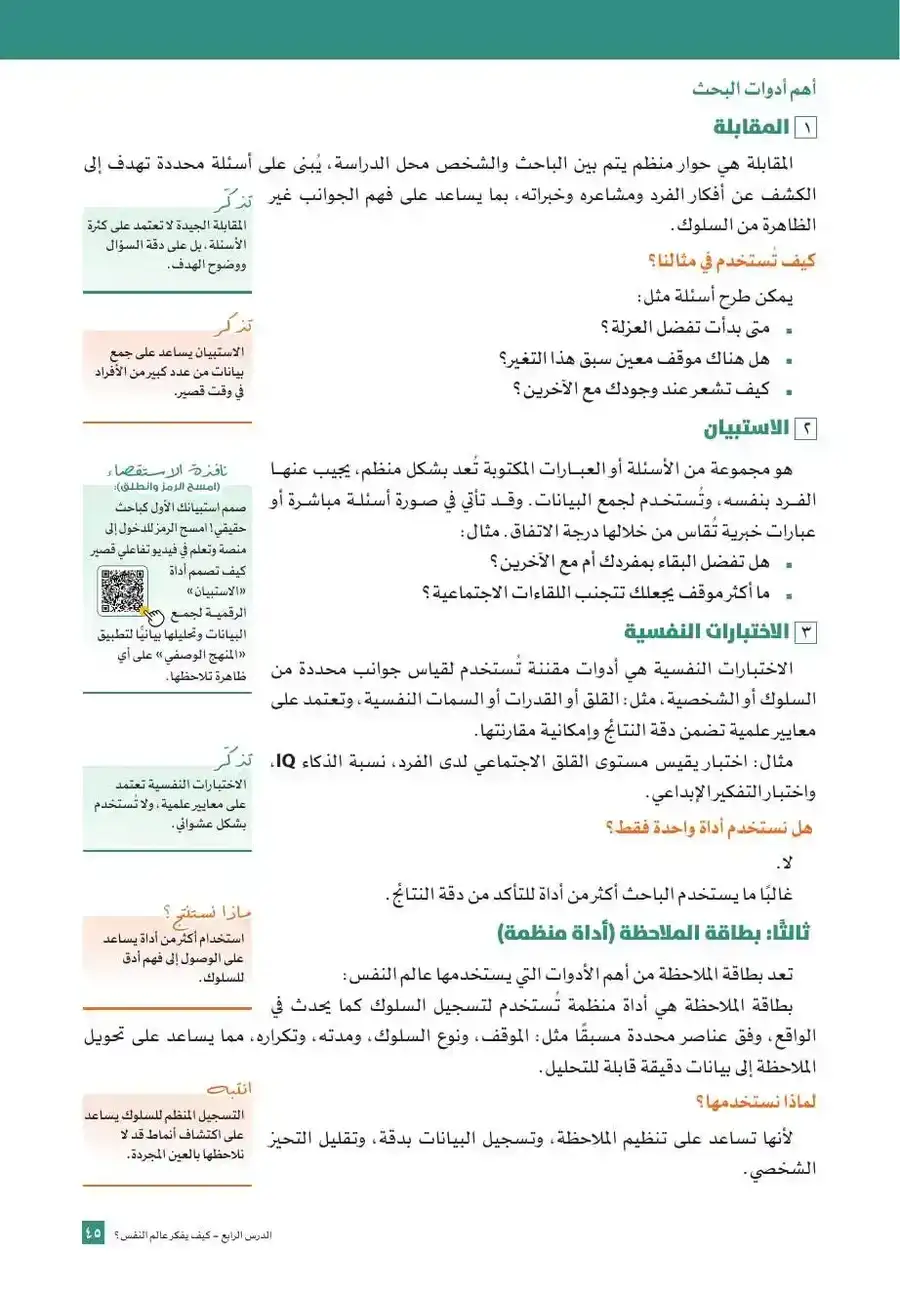 أهم أدوات البحث
١ المقابلة
المقابلة هي حوار منظم يتم بين الباحث والشخص محل الدراسة، يُبنى على أسئلة محددة تهدف إلى
الكشف عن أفكار الفرد ومشاعره وخبراته، بما يساعد على فهم الجوانب غير
الظاهرة من السلوك.
تذكّر
المقابلة الجيدة لا تعتمد على كثرة
الأسئلة، بل على دقة السؤال
ووضوح الهدف.
كيف تُستخدم في مثالنا؟
يمكن طرح أسئلة مثل:
▪ متى بدأت تفضل العزلة؟
▪ هل هناك موقف معين سبق هذا التغير؟
▪ كيف تشعر عند وجودك مع الآخرين؟
تذكر
الاستبيان يساعد على جمع
بيانات من عدد كبير من الأفراد
في وقت قصير.
٢ الاستبيان
هو مجموعة من الأسئلة أو العبارات المكتوبة تُعد بشكل منظم، يجيب عنها
الفرد بنفسه، وتُستخدم لجمع البيانات. وقد تأتي في صورة أسئلة مباشرة أو
عبارات خبرية تُقاس من خلالها درجة الاتفاق. مثال:
▪ هل تفضل البقاء بمفردك أم مع الآخرين؟
▪ ما أكثر موقف يجعلك تتجنب اللقاءات الاجتماعية؟
نافذة الاستقصاء
(امسح الرمز وانطلق):
صمم استبيانك الأول كباحث
حقيقي! امسح الرمز للدخول إلى
منصة وتعلم في فيديو تفاعلي قصير
كيف تصمم أداة
«الاستبيان»
الرقمية لجمع
البيانات وتحليلها بيانيًّا لتطبيق
«المنهج الوصفي» على أي
ظاهرة تلاحظها.
٣ الاختبارات النفسية
الاختبارات النفسية هي أدوات مقننة تُستخدم لقياس جوانب محددة من
السلوك أو الشخصية، مثل: القلق أو القدرات أو السمات النفسية، وتعتمد على
معايير علمية تضمن دقة النتائج وإمكانية مقارنتها.
مثال: اختبار يقيس مستوى القلق الاجتماعي لدى الفرد، نسبة الذكاء IQ،
واختبار التفكير الإبداعي.
تذكّر
الاختبارات النفسية تعتمد
على معايير علمية، ولا تُستخدم
بشكل عشوائي.
هل نستخدم أداة واحدة فقط؟
لا.
غالبًا ما يستخدم الباحث أكثر من أداة للتأكد من دقة النتائج.
ماذا نستنتج؟
استخدام أكثر من أداة يساعد
على الوصول إلى فهم أدق
للسلوك.
ثالثًا: بطاقة الملاحظة (أداة منظمة)
تعد بطاقة الملاحظة من أهم الأدوات التي يستخدمها عالم النفس:
بطاقة الملاحظة هي أداة منظمة تُستخدم لتسجيل السلوك كما يحدث في
الواقع، وفق عناصر محددة مسبقًا مثل: الموقف، ونوع السلوك، ومدته، وتكراره، مما يساعد على تحويل
الملاحظة إلى بيانات دقيقة قابلة للتحليل.
لماذا نستخدمها؟
لأنها تساعد على تنظيم الملاحظة، وتسجيل البيانات بدقة، وتقليل التحيز
الشخصي.
انتبه
التسجيل المنظم للسلوك يساعد
على اكتشاف أنماط قد لا
نلاحظها بالعين المجردة.
الدرس الرابع – كيف يفكر عالم النفس؟ ٤٥